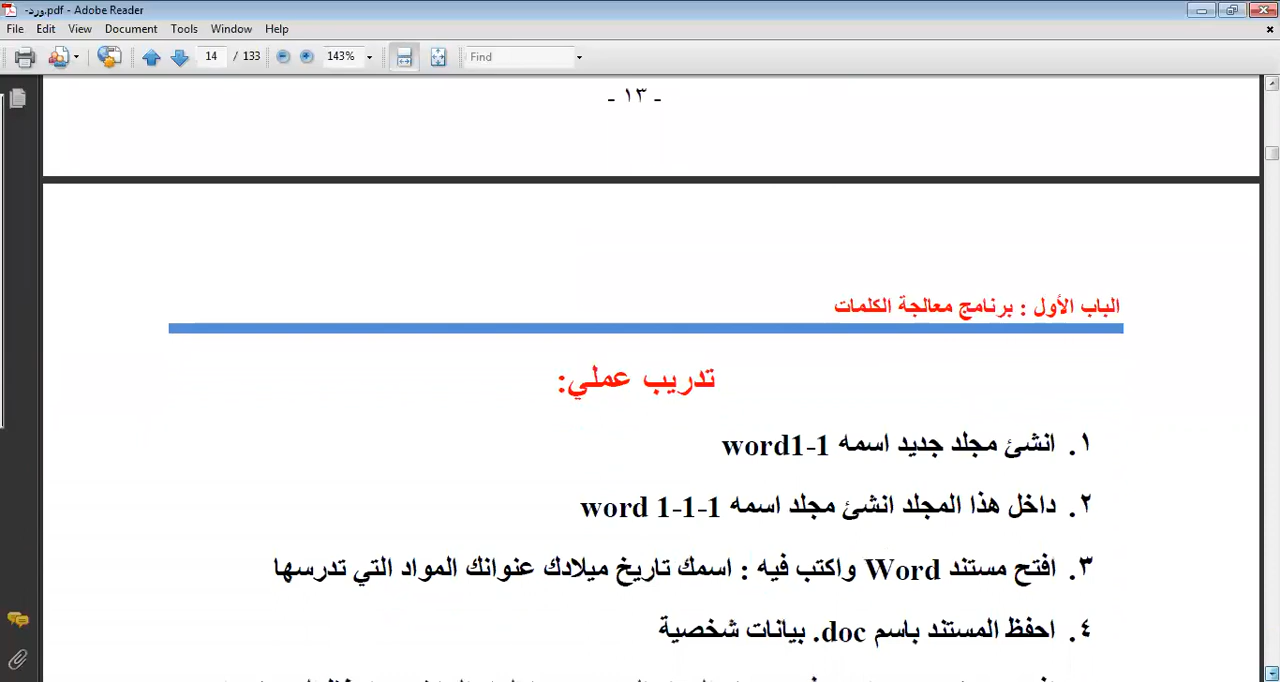 ورد-.pdf - Adobe Reader
File Edit View Document Tools Window Help
14 / 133 143% Find
- ١٣ -
الباب الأول : برنامج معالجة الكلمات
تدريب عملي:
١. انشئ مجلد جديد اسمه word1-1
٢. داخل هذا المجلد انشئ مجلد اسمه word 1-1-1
٣. افتح مستند Word واكتب فيه : اسمك تاريخ ميلادك عنوانك المواد التي تدرسها
٤. احفظ المستند باسم doc. بيانات شخصية